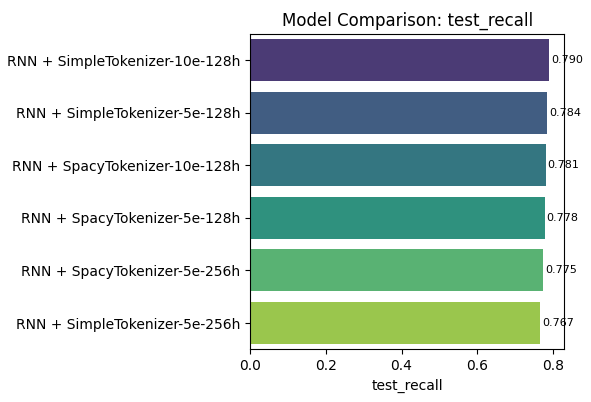 Model Comparison: test_recall
RNN + SimpleTokenizer-10e-128h 0.790
RNN + SimpleTokenizer-5e-128h 0.784
RNN + SpacyTokenizer-10e-128h 0.781
RNN + SpacyTokenizer-5e-128h 0.778
RNN + SpacyTokenizer-5e-256h 0.775
RNN + SimpleTokenizer-5e-256h 0.767
0.0 0.2 0.4 0.6 0.8
test_recall